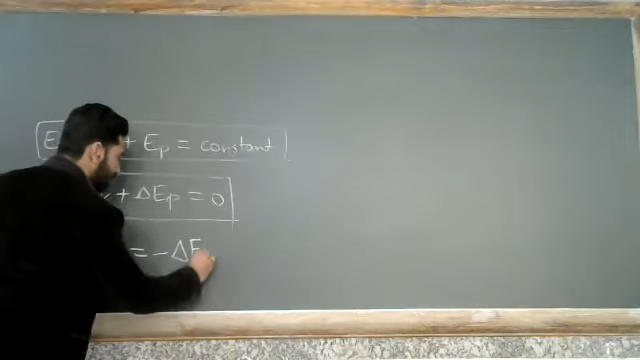 E + Ep = constant
+ ΔEp = 0
= -ΔE